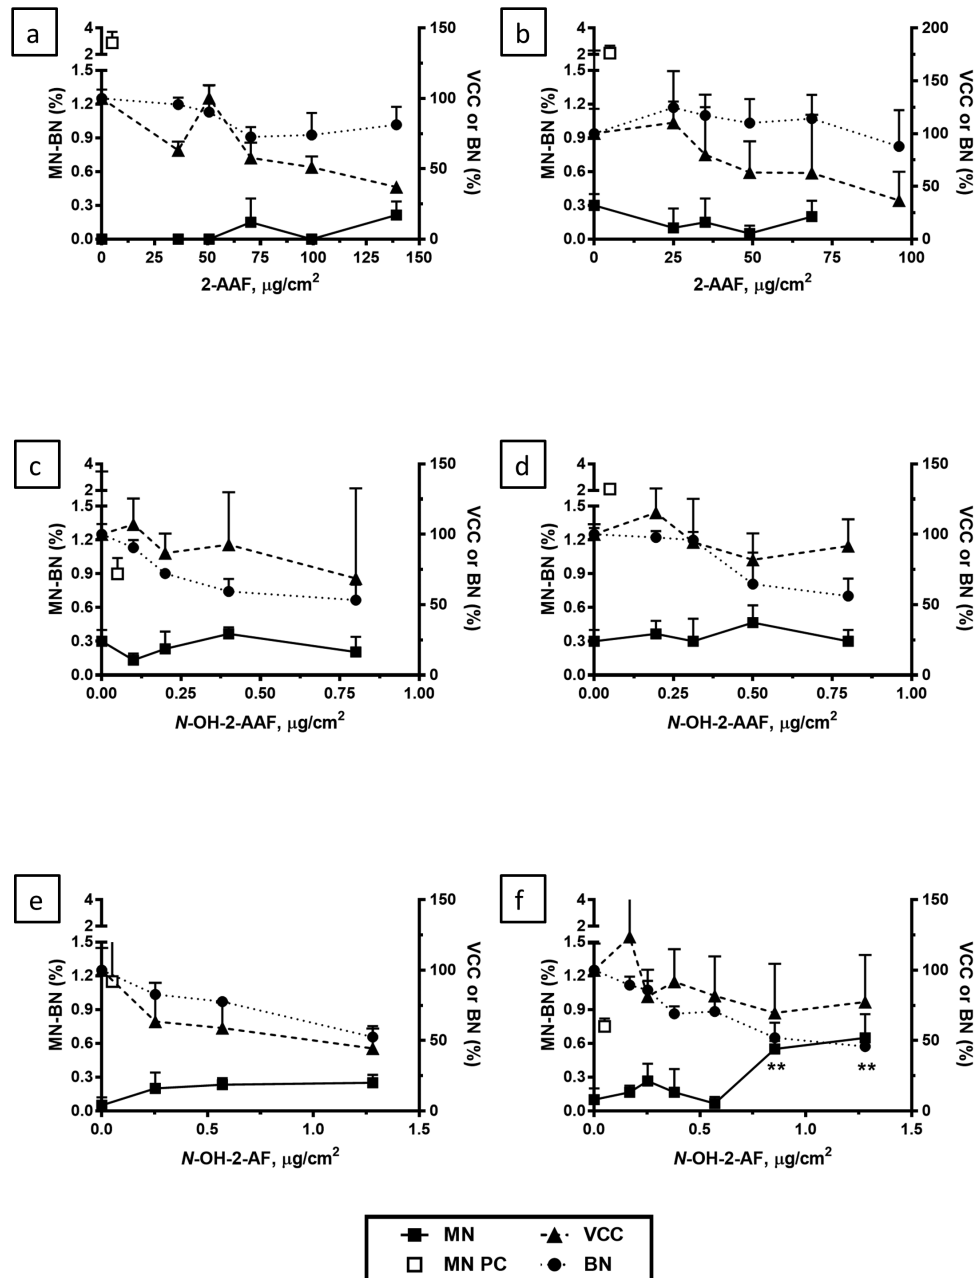 a
4
2
1.5
1.2
0.9
0.6
0.3
0.0
MN-BN (%)
150
100
50
0
VCC or BN (%)
0 25 50 75 100 125 150
2-AAF, µg/cm2
b
4
2
1.5
1.2
0.9
0.6
0.3
0.0
MN-BN (%)
200
150
100
50
0
VCC or BN (%)
0 25 50 75 100
2-AAF, µg/cm2
c
4
2
1.5
1.2
0.9
0.6
0.3
0.0
MN-BN (%)
150
100
50
0
VCC or BN (%)
0.00 0.25 0.50 0.75 1.00
N-OH-2-AAF, µg/cm2
d
4
2
1.5
1.2
0.9
0.6
0.3
0.0
MN-BN (%)
150
100
50
0
VCC or BN (%)
0.00 0.25 0.50 0.75 1.00
N-OH-2-AAF, µg/cm2
e
4
2
1.5
1.2
0.9
0.6
0.3
0.0
MN-BN (%)
150
100
50
0
VCC or BN (%)
0.0 0.5 1.0 1.5
N-OH-2-AF, µg/cm2
f
4
2
1.5
1.2
0.9
0.6
0.3
0.0
MN-BN (%)
150
100
50
0
VCC or BN (%)
** **
0.0 0.5 1.0 1.5
N-OH-2-AF, µg/cm2
MN VCC
MN PC BN